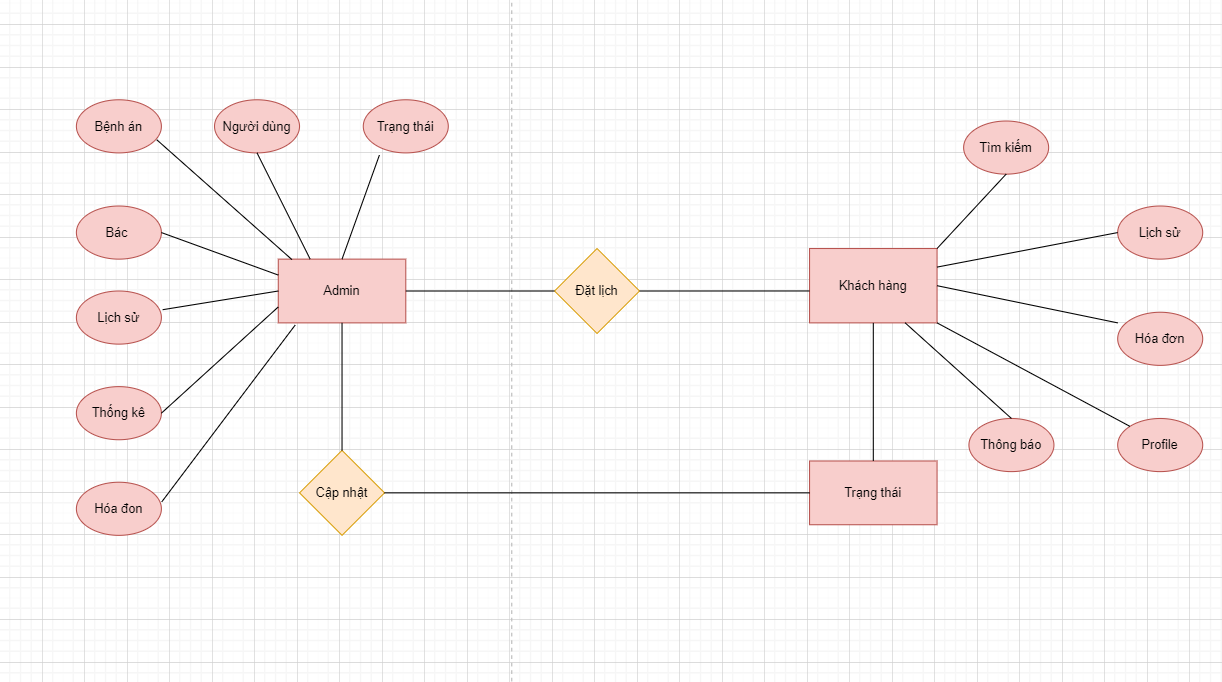 Bệnh án
Người dùng
Trạng thái
Tìm kiếm
Bác
Lịch sử
Lịch sử
Admin
Đặt lịch
Khách hàng
Hóa đơn
Thống kê
Thông báo
Profile
Hóa đon
Cập nhật
Trạng thái